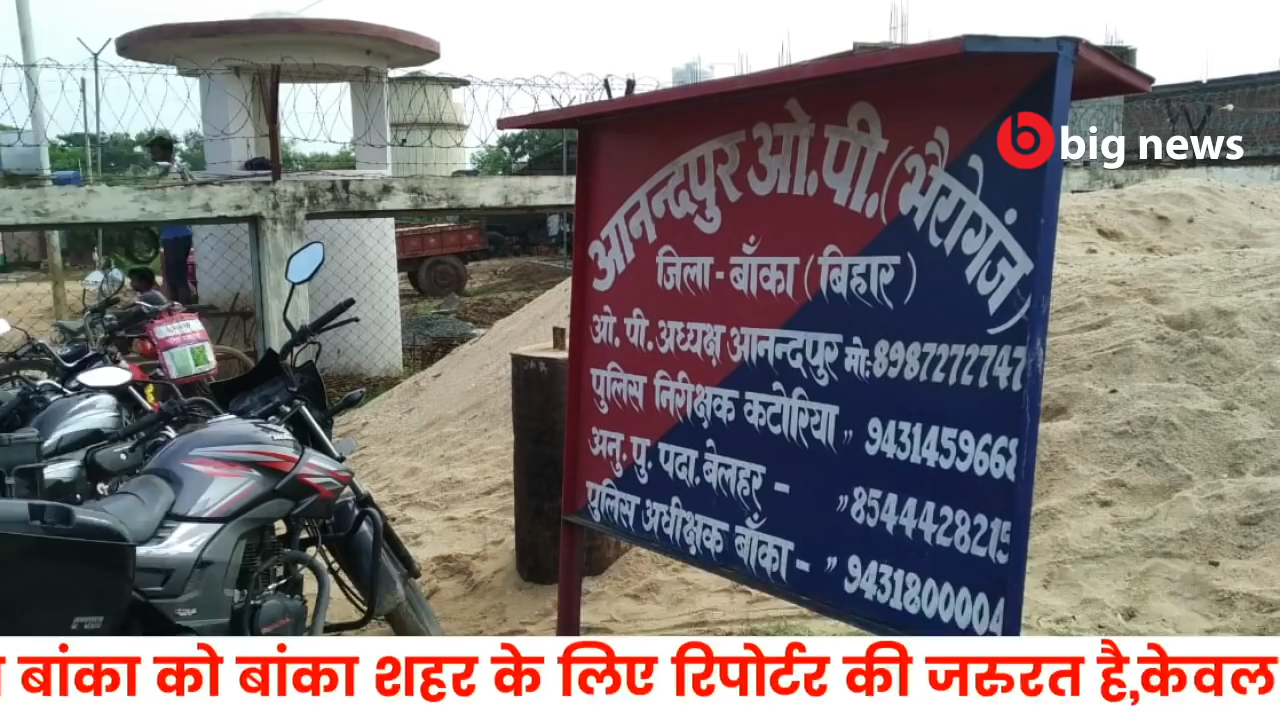 big news
आनन्दपुर ओ.पी.(भैरोगंज)
जिला-बाँका (बिहार)
ओ. पी. अध्यक्ष आनन्दपुर मो:-8987272747
पुलिस निरीक्षक कटोरिया ,, 9431459668
अनु. पु. पदा. बेलहर - ,, 8544428215
पुलिस अधीक्षक बाँका - ,, 9431800004
बांका को बांका शहर के लिए रिपोर्टर की जरुरत है,केवल